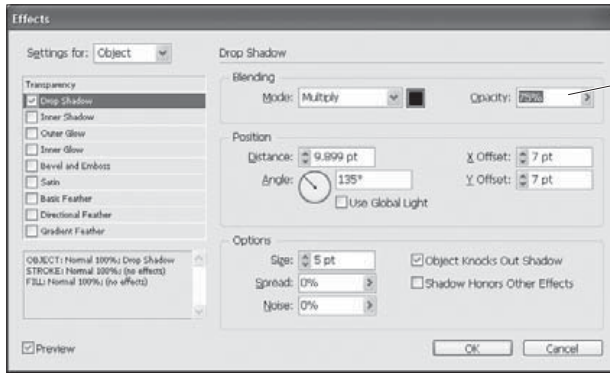 Effects
Settings for: Object
Transparency
Drop Shadow
Inner Shadow
Outer Glow
Inner Glow
Bevel and Emboss
Satin
Basic Feather
Directional Feather
Gradient Feather
OBJECT: Normal 100%; Drop Shadow
STROKE: Normal 100%; (no effects)
FILL: Normal 100%; (no effects)
Preview
Drop Shadow
Blending
Mode: Multiply
Opacity: 75%
Position
Distance: 9.899 pt
X Offset: 7 pt
Angle: 135°
Y Offset: 7 pt
Use Global Light
Options
Size: 5 pt
Object Knocks Out Shadow
Spread: 0%
Shadow Honors Other Effects
Noise: 0%
OK
Cancel